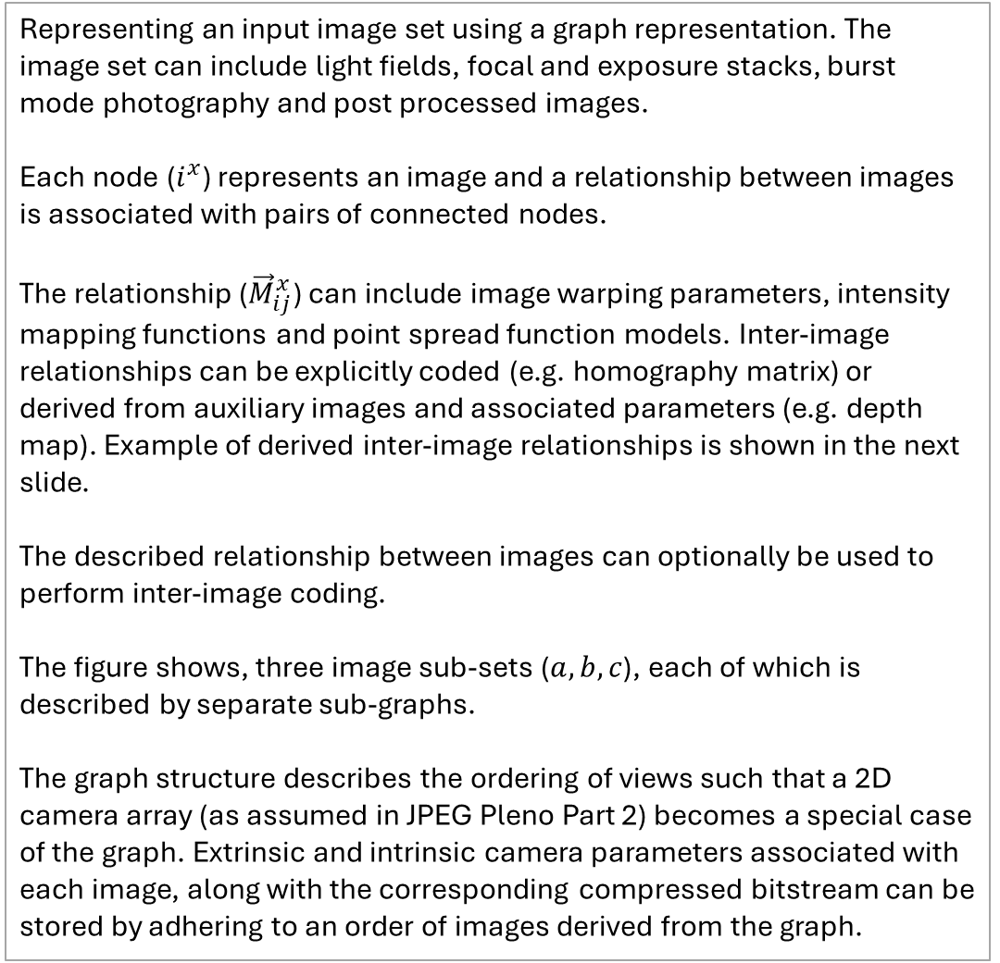 Representing an input image set using a graph representation. The
image set can include light fields, focal and exposure stacks, burst
mode photography and post processed images.
Each node (iˣ) represents an image and a relationship between images
is associated with pairs of connected nodes.
The relationship (M⃗ˣᵢⱼ) can include image warping parameters, intensity
mapping functions and point spread function models. Inter-image
relationships can be explicitly coded (e.g. homography matrix) or
derived from auxiliary images and associated parameters (e.g. depth
map). Example of derived inter-image relationships is shown in the next
slide.
The described relationship between images can optionally be used to
perform inter-image coding.
The figure shows, three image sub-sets (a, b, c), each of which is
described by separate sub-graphs.
The graph structure describes the ordering of views such that a 2D
camera array (as assumed in JPEG Pleno Part 2) becomes a special case
of the graph. Extrinsic and intrinsic camera parameters associated with
each image, along with the corresponding compressed bitstream can be
stored by adhering to an order of images derived from the graph.